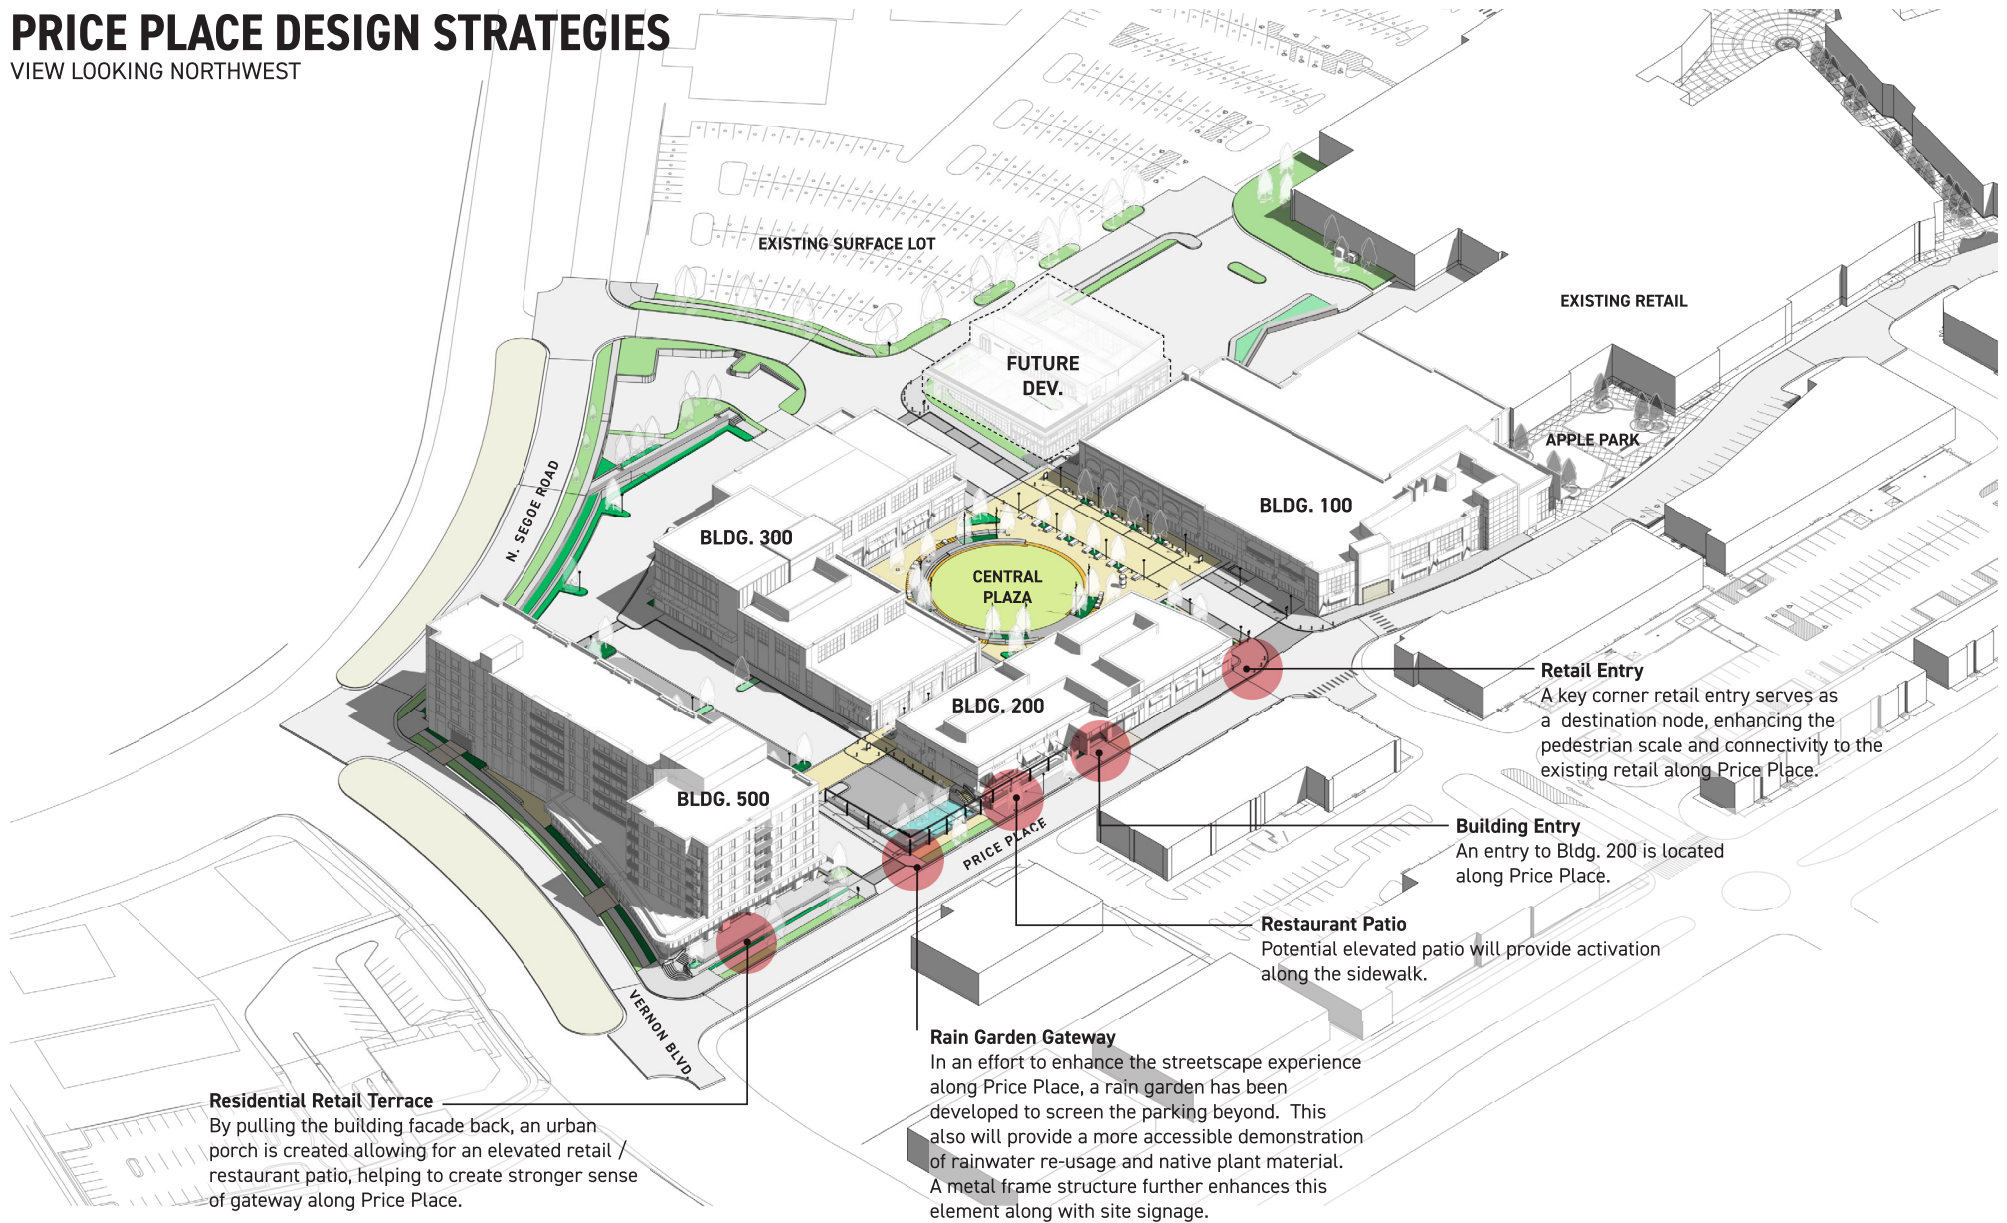 PRICE PLACE DESIGN STRATEGIES
VIEW LOOKING NORTHWEST
EXISTING SURFACE LOT
EXISTING RETAIL
FUTURE
DEV.
APPLE PARK
BLDG. 100
N. SEGOE ROAD
BLDG. 300
CENTRAL
PLAZA
BLDG. 200
BLDG. 500
PRICE PLACE
VERNON BLVD.
Retail Entry
A key corner retail entry serves as
a destination node, enhancing the
pedestrian scale and connectivity to the
existing retail along Price Place.
Building Entry
An entry to Bldg. 200 is located
along Price Place.
Restaurant Patio
Potential elevated patio will provide activation
along the sidewalk.
Rain Garden Gateway
In an effort to enhance the streetscape experience
along Price Place, a rain garden has been
developed to screen the parking beyond. This
also will provide a more accessible demonstration
of rainwater re-usage and native plant material.
A metal frame structure further enhances this
element along with site signage.
Residential Retail Terrace
By pulling the building facade back, an urban
porch is created allowing for an elevated retail /
restaurant patio, helping to create stronger sense
of gateway along Price Place.